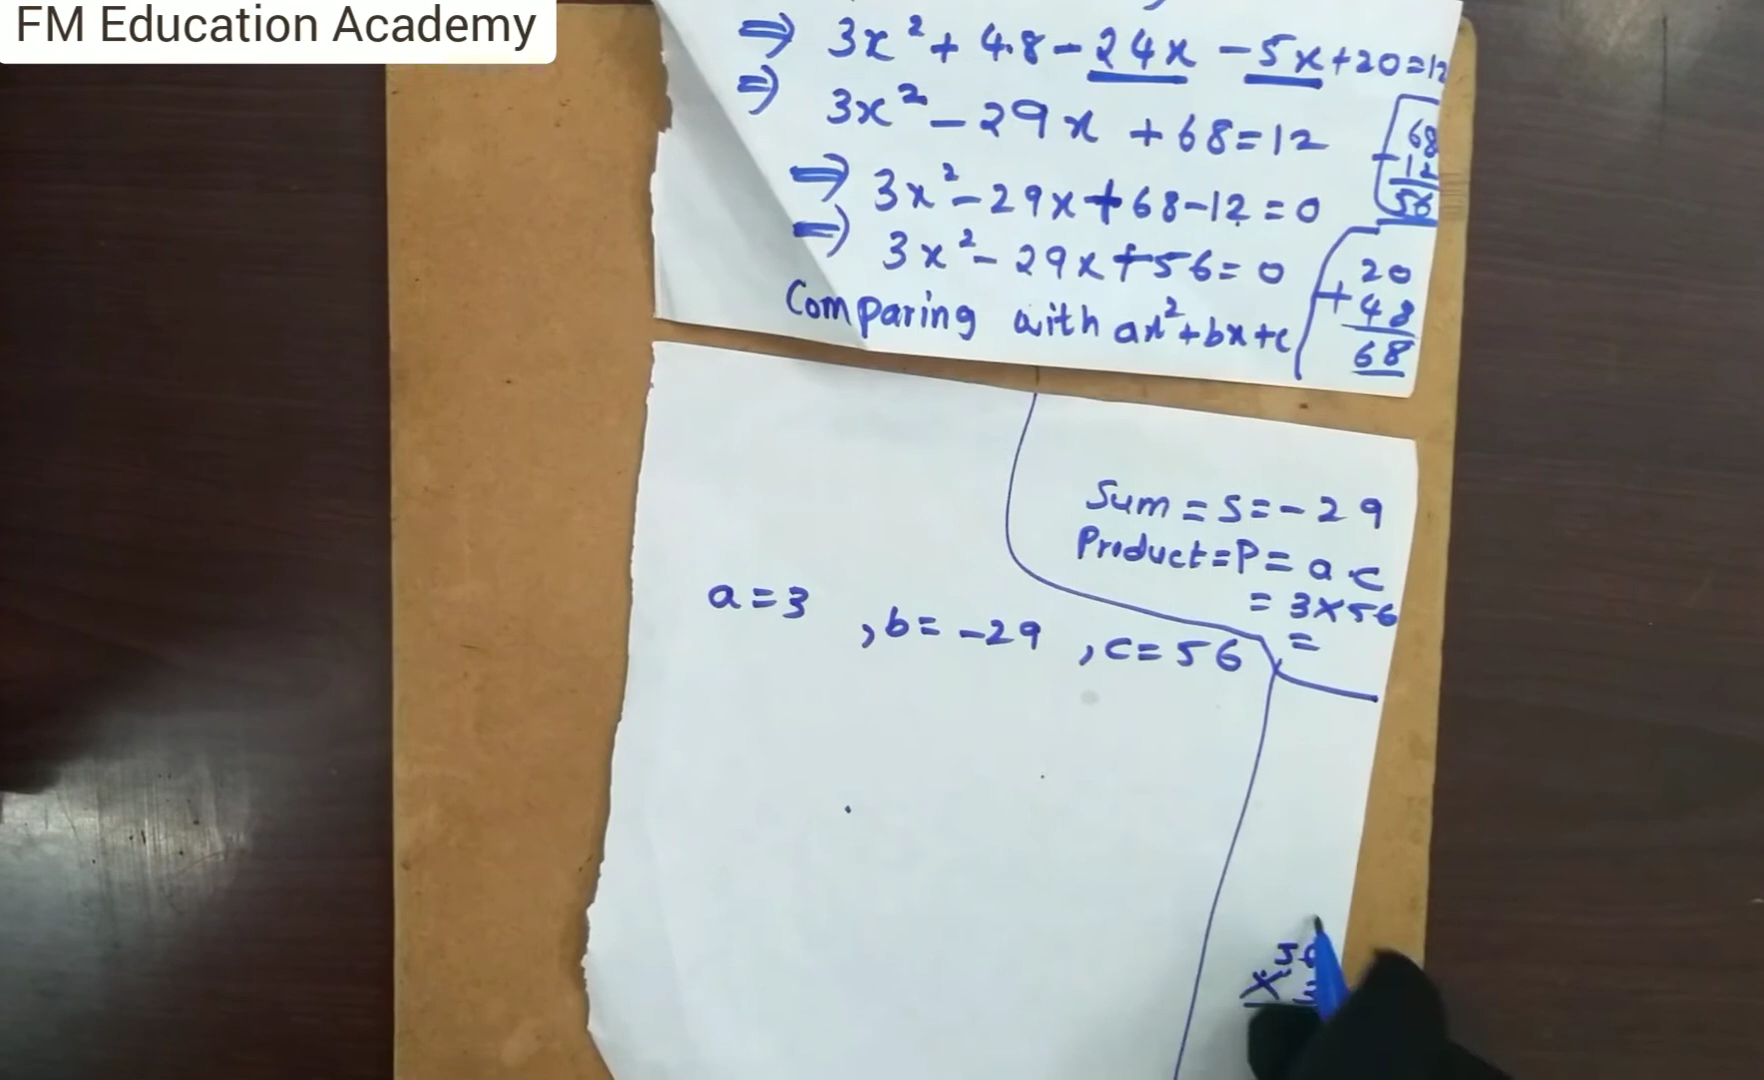 FM Education Academy
⇒ 3x² + 48 - 24x - 5x + 20 = 12
⇒ 3x² - 29x + 68 = 12
68
- 12
56
⇒ 3x² - 29x + 68 - 12 = 0
⇒ 3x² - 29x + 56 = 0
20
+ 48
68
Comparing with ax² + bx + c
Sum = S = - 29
Product = P = a.c
= 3 × 56
=
a = 3 , b = -29 , c = 56